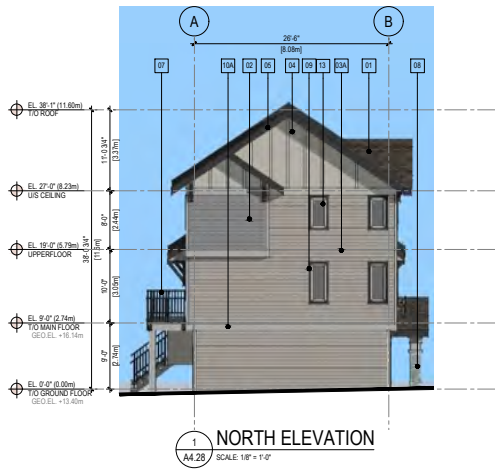 A
B
26'-6"
[8.08m]
07
10A
02
05
04
09
13
03A
01
08
EL. 38'-1" (11.60m)
T/O ROOF
11'-0 3/4"
[3.37m]
EL. 27'-0" (8.23m)
U/S CEILING
8'-0"
[2.44m]
38'-0 3/4"
[11.6m]
EL. 19'-0" (5.79m)
UPPERFLOOR
10'-0"
[3.05m]
EL. 9'-0" (2.74m)
T/O MAIN FLOOR
GEO.EL. +16.14m
9'-0"
[2.74m]
EL. 0'-0" (0.00m)
T/O GROUND FLOOR
GEO.EL. +13.40m
1
A4.28
NORTH ELEVATION
SCALE: 1/8" = 1'-0"